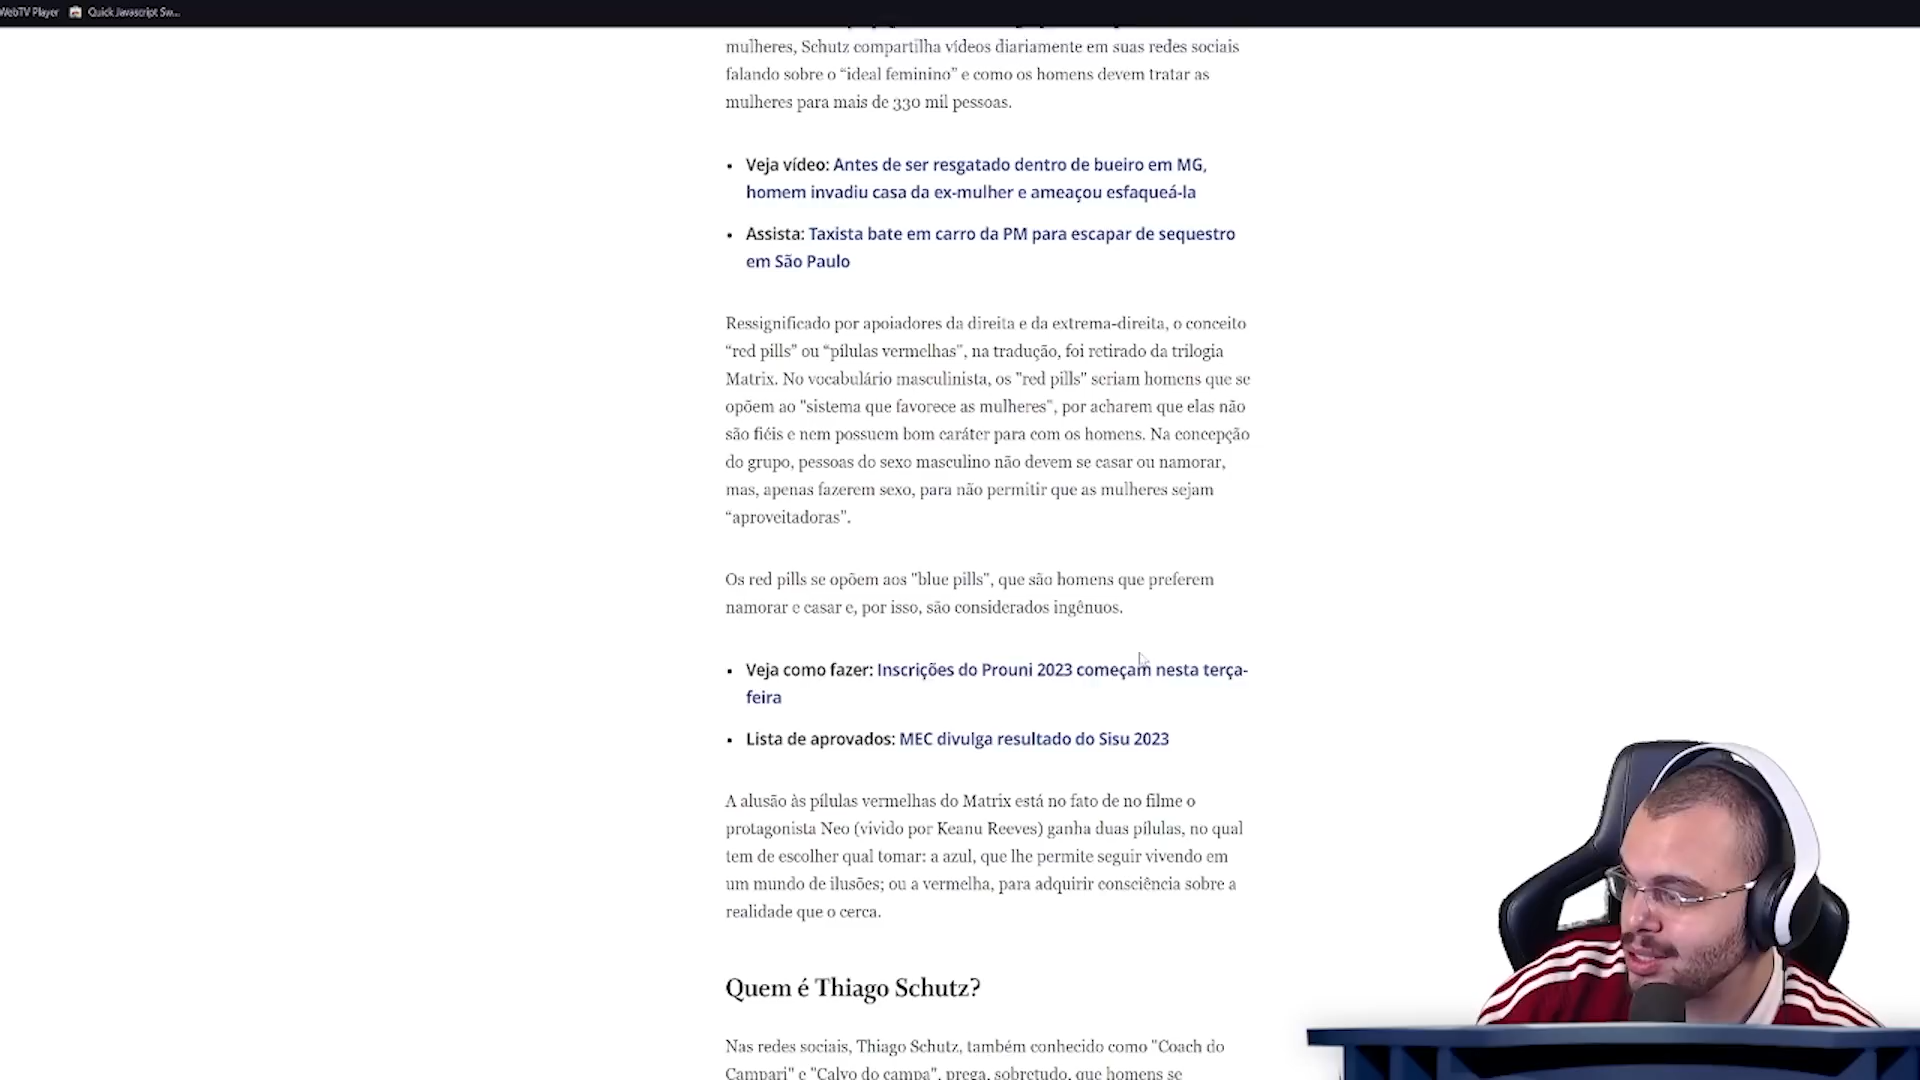 WebTV Player Quick Javascript Sw...
mulheres, Schutz compartilha vídeos diariamente em suas redes sociais
falando sobre o “ideal feminino” e como os homens devem tratar as
mulheres para mais de 330 mil pessoas.
• Veja vídeo: Antes de ser resgatado dentro de bueiro em MG,
homem invadiu casa da ex-mulher e ameaçou esfaqueá-la
• Assista: Taxista bate em carro da PM para escapar de sequestro
em São Paulo
Ressignificado por apoiadores da direita e da extrema-direita, o conceito
“red pills” ou “pílulas vermelhas”, na tradução, foi retirado da trilogia
Matrix. No vocabulário masculinista, os "red pills" seriam homens que se
opõem ao "sistema que favorece as mulheres", por acharem que elas não
são fiéis e nem possuem bom caráter para com os homens. Na concepção
do grupo, pessoas do sexo masculino não devem se casar ou namorar,
mas, apenas fazerem sexo, para não permitir que as mulheres sejam
“aproveitadoras”.
Os red pills se opõem aos "blue pills", que são homens que preferem
namorar e casar e, por isso, são considerados ingênuos.
• Veja como fazer: Inscrições do Prouni 2023 começam nesta terça-
feira
• Lista de aprovados: MEC divulga resultado do Sisu 2023
A alusão às pílulas vermelhas do Matrix está no fato de no filme o
protagonista Neo (vivido por Keanu Reeves) ganha duas pílulas, no qual
tem de escolher qual tomar: a azul, que lhe permite seguir vivendo em
um mundo de ilusões; ou a vermelha, para adquirir consciência sobre a
realidade que o cerca.
Quem é Thiago Schutz?
Nas redes sociais, Thiago Schutz, também conhecido como "Coach do
Campari" e "Calvo do campa", prega, sobretudo, que homens se